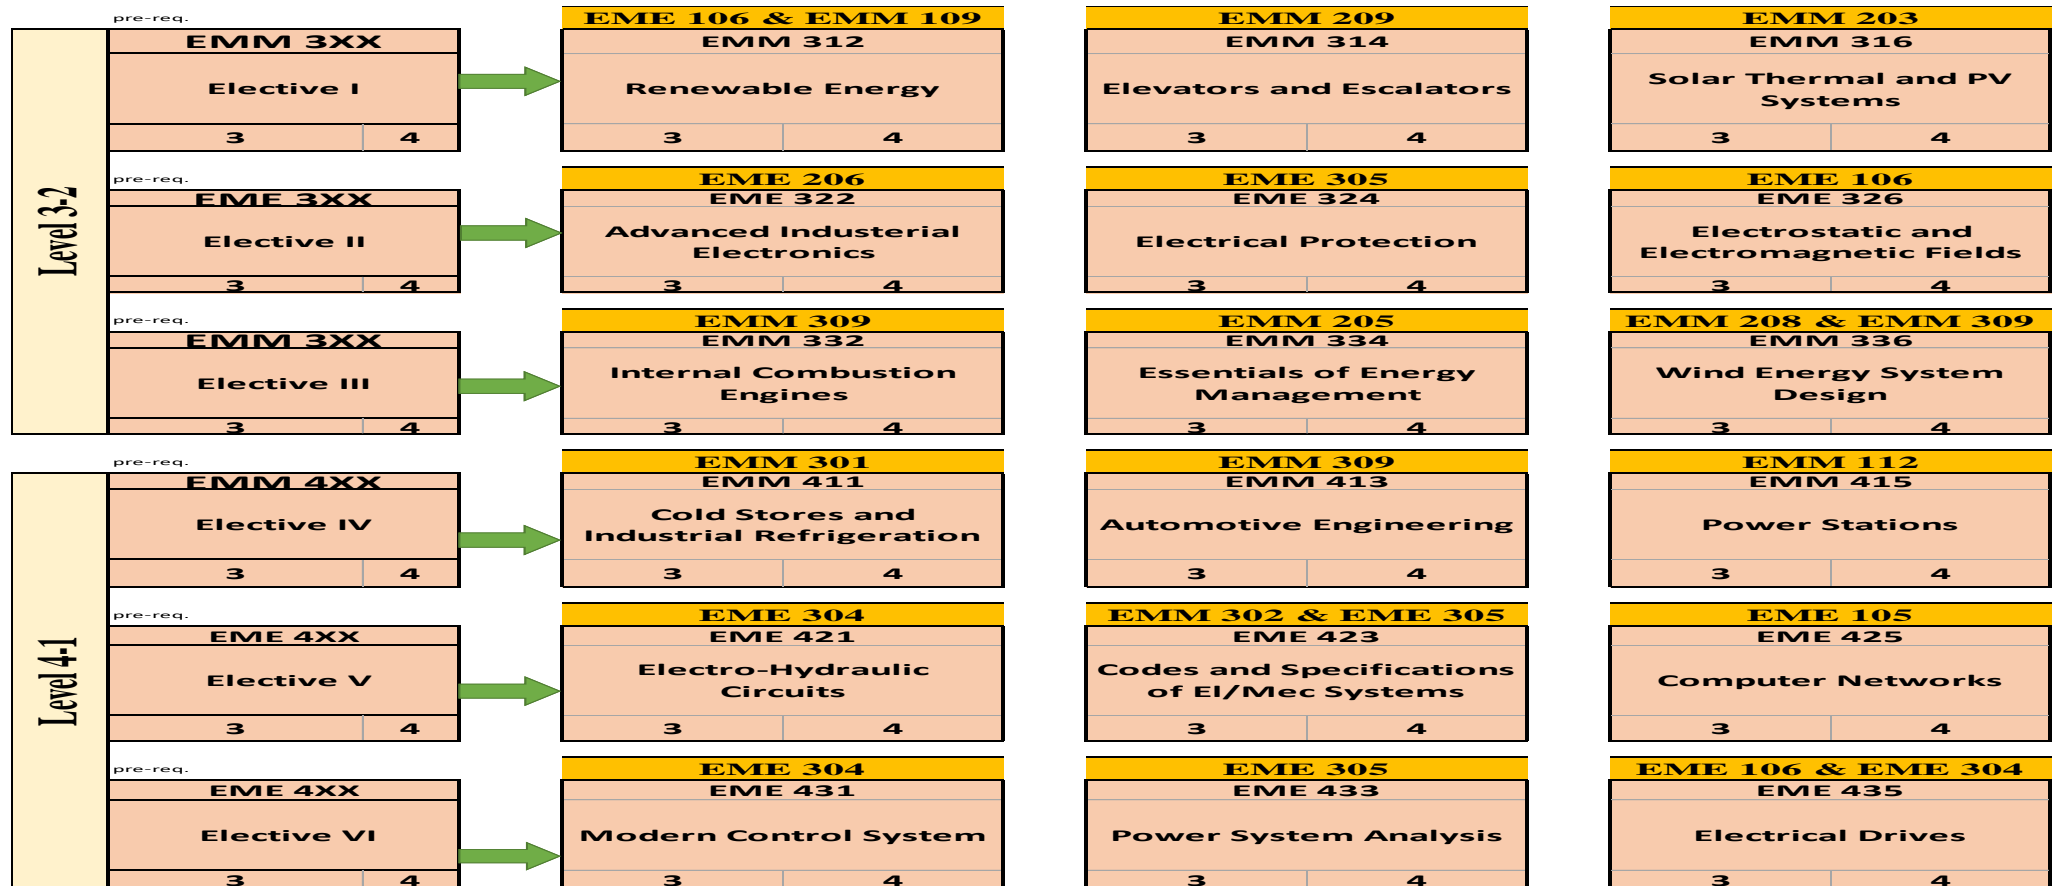 pre-req. EME 106 & EMM 109 EMM 209 EMM 203
EMM 3XX EMM 312 EMM 314 EMM 316
Elective I Renewable Energy Elevators and Escalators Solar Thermal and PV
Systems
3 4 3 4 3 4 3 4
Level 3-2
pre-req. EME 206 EME 305 EME 106
EME 3XX EME 322 EME 324 EME 326
Elective II Advanced Industerial Electrical Protection Electrostatic and
Electronics Electromagnetic Fields
3 4 3 4 3 4 3 4
pre-req. EMM 309 EMM 205 EMM 208 & EMM 309
EMM 3XX EMM 332 EMM 334 EMM 336
Elective III Internal Combustion Essentials of Energy Wind Energy System
Engines Management Design
3 4 3 4 3 4 3 4
pre-req. EMM 301 EMM 309 EMM 112
EMM 4XX EMM 411 EMM 413 EMM 415
Elective IV Cold Stores and Automotive Engineering Power Stations
Industrial Refrigeration
3 4 3 4 3 4 3 4
Level 4-1
pre-req. EME 304 EMM 302 & EME 305 EME 105
EME 4XX EME 421 EME 423 EME 425
Elective V Electro-Hydraulic Codes and Specifications Computer Networks
Circuits of El/Mec Systems
3 4 3 4 3 4 3 4
pre-req. EME 304 EME 305 EME 106 & EME 304
EME 4XX EME 431 EME 433 EME 435
Elective VI Modern Control System Power System Analysis Electrical Drives
3 4 3 4 3 4 3 4